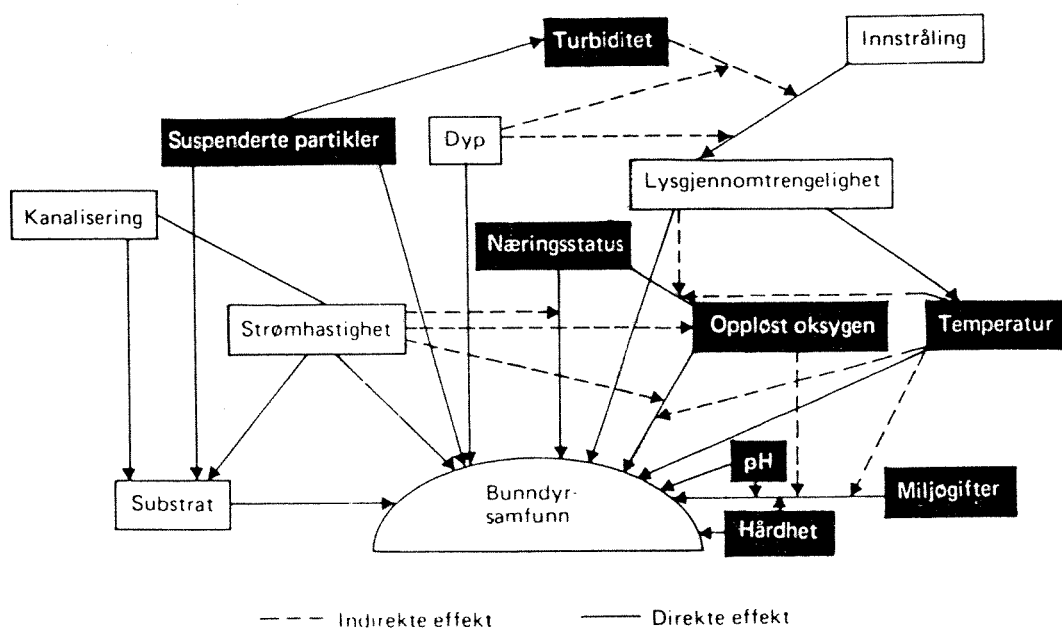 Turbiditet
Innstråling
Suspenderte partikler
Dyp
Lysgjennomtrengelighet
Kanalisering
Næringsstatus
Strømhastighet
Oppløst oksygen
Temperatur
pH
Substrat
Bunndyr-
samfunn
Miljøgifter
Hårdhet
Indirekte effekt
Direkte effekt